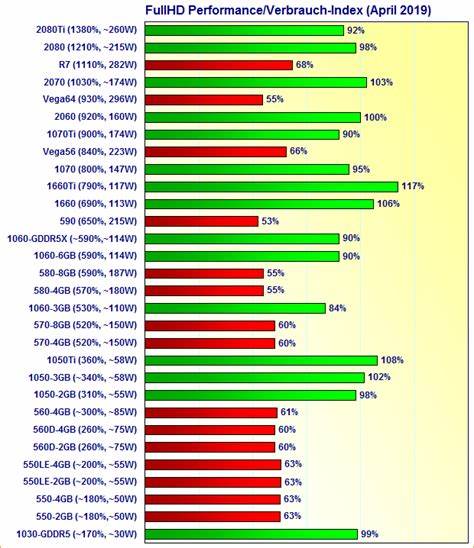 FullHD Performance/Verbrauch-Index (April 2019)
2080Ti (1380%, ~260W) 92%
2080 (1210%, ~215W) 98%
R7 (1110%, 282W) 68%
2070 (1030%, ~174W) 103%
Vega64 (930%, 296W) 55%
2060 (920%, 160W) 100%
1070Ti (900%, 174W) 90%
Vega56 (840%, 223W) 66%
1070 (800%, 147W) 95%
1660Ti (790%, 117W) 117%
1660 (690%, 113W) 106%
590 (650%, 215W) 53%
1060-GDDR5X (~590%,~114W) 90%
1060-6GB (590%, 114W) 90%
580-8GB (590%, 187W) 55%
580-4GB (570%, ~180W) 55%
1060-3GB (530%, ~110W) 84%
570-8GB (520%, ~150W) 60%
570-4GB (520%, ~150W) 60%
1050Ti (360%, ~58W) 108%
1050-3GB (~340%, ~58W) 102%
1050-2GB (310%, ~55W) 98%
560-4GB (~300%, ~85W) 61%
560D-4GB (260%, ~75W) 60%
560D-2GB (260%, ~75W) 60%
550LE-4GB (~200%, ~55W) 63%
550LE-2GB (~200%, ~55W) 63%
550-4GB (~180%,~50W) 63%
550-2GB (~180%,~50W) 63%
1030-GDDR5 (~170%, ~30W) 99%